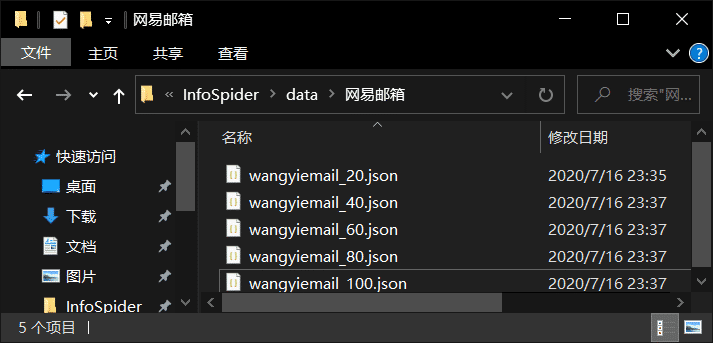 网易邮箱
文件 主页 共享 查看
« InfoSpider > data > 网易邮箱 搜索"网...
名称 修改日期
快速访问
桌面
下载
文档
图片
InfoSpider
wangyiemail_20.json 2020/7/16 23:35
wangyiemail_40.json 2020/7/16 23:37
wangyiemail_60.json 2020/7/16 23:37
wangyiemail_80.json 2020/7/16 23:37
wangyiemail_100.json 2020/7/16 23:37
5 个项目